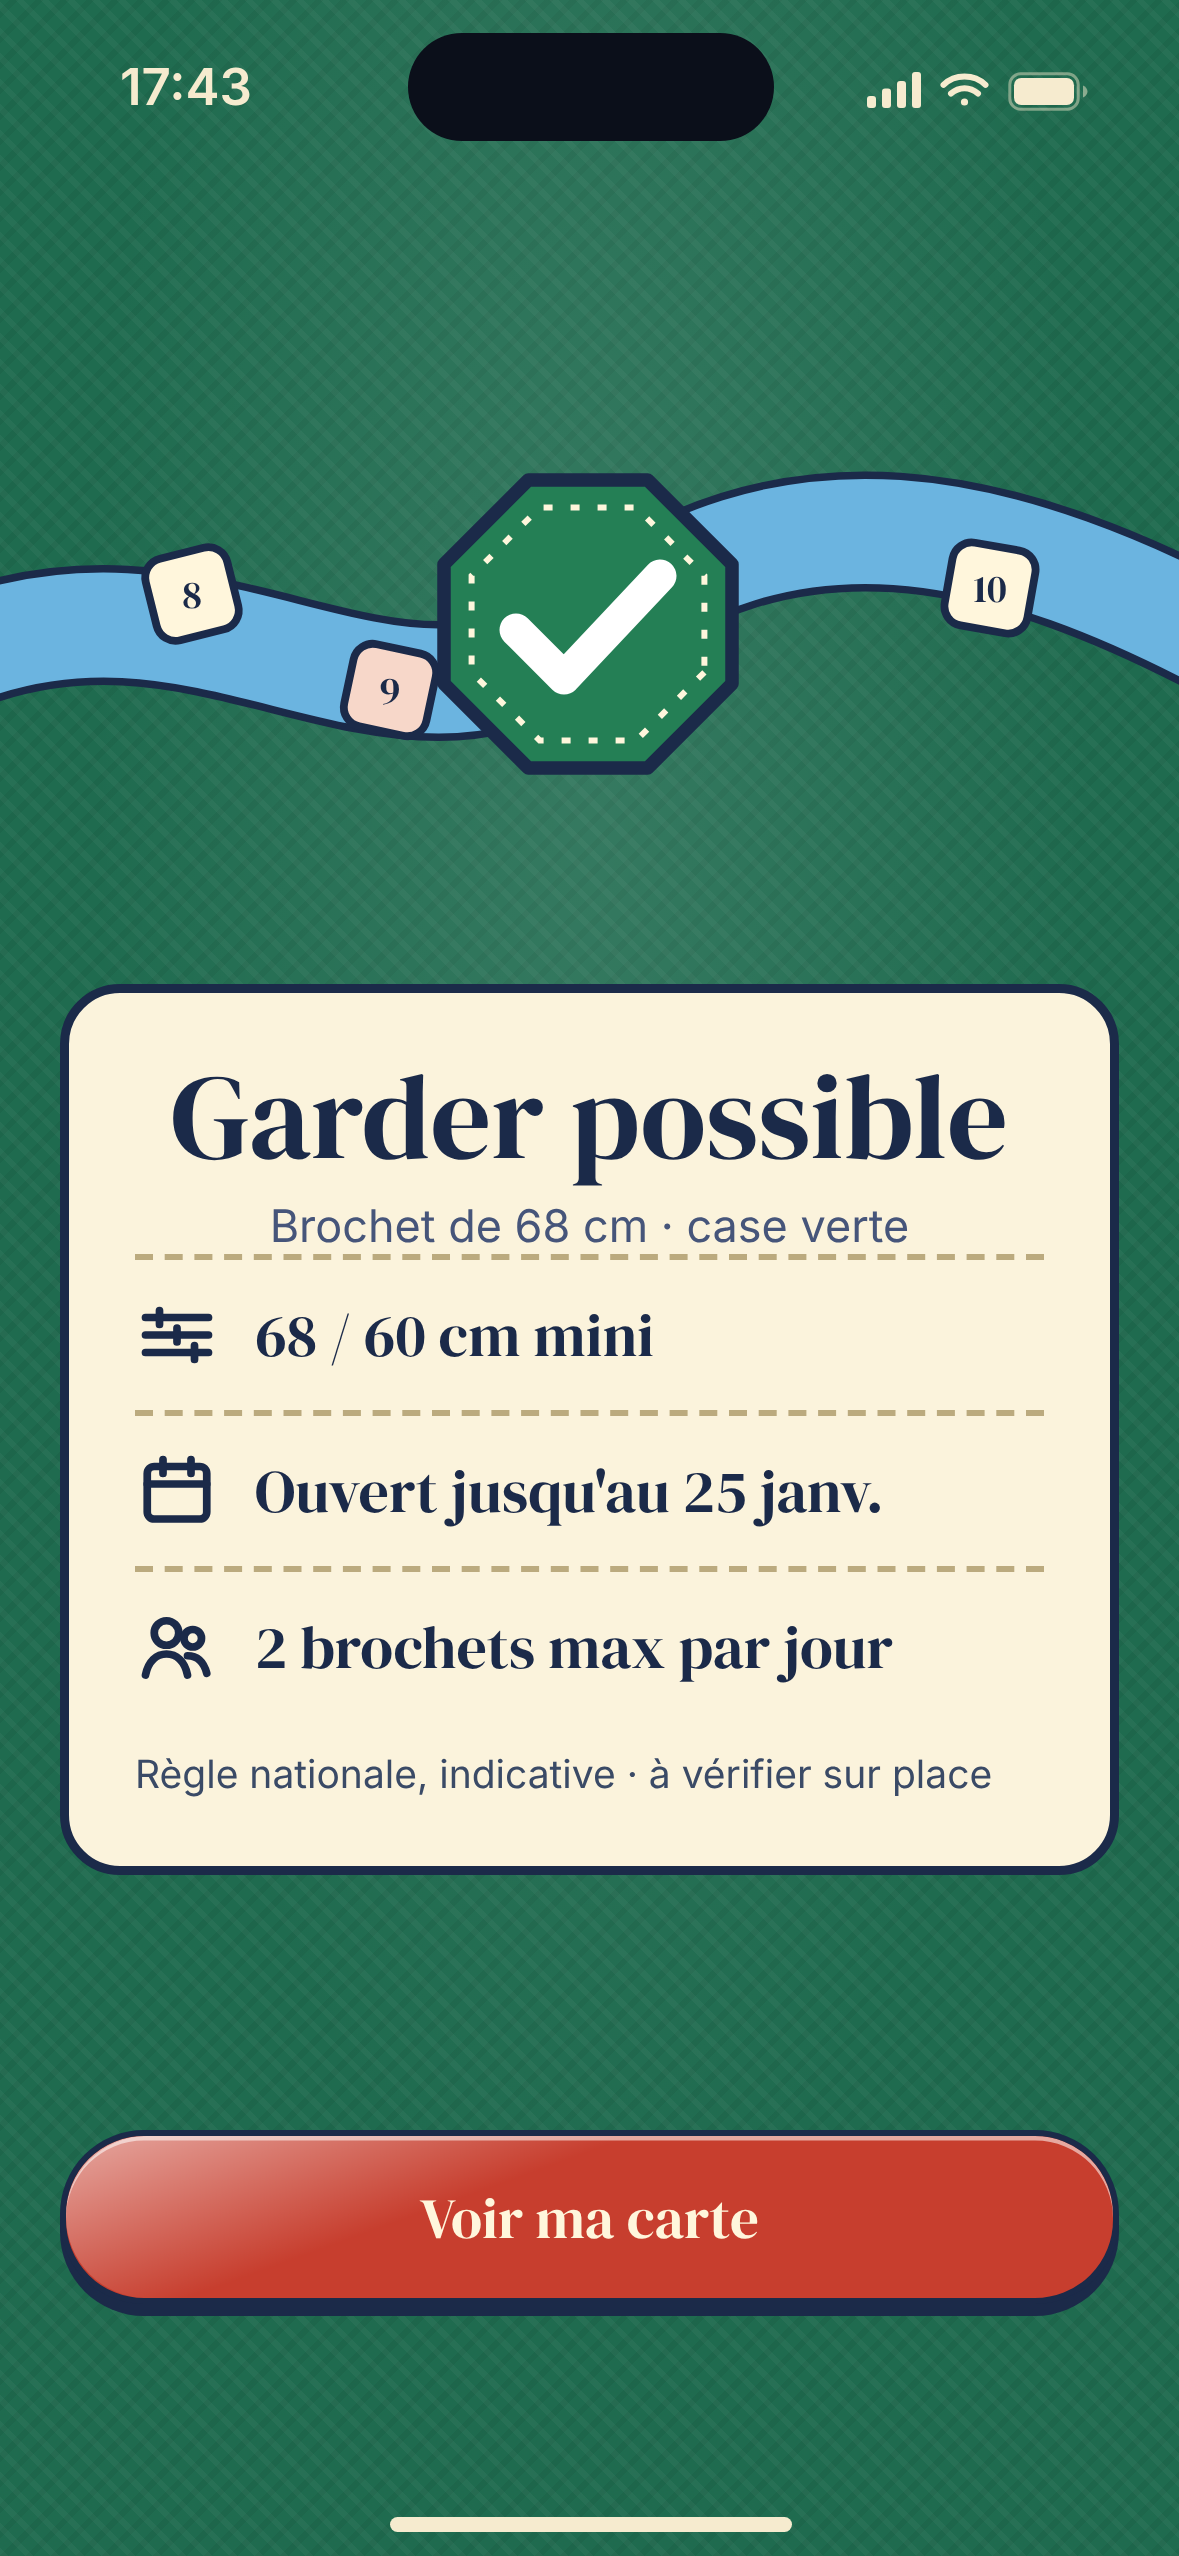 17:43
8
9
10
Garder possible
Brochet de 68 cm · case verte
68 / 60 cm mini
Ouvert jusqu'au 25 janv.
2 brochets max par jour
Règle nationale, indicative · à vérifier sur place
Voir ma carte